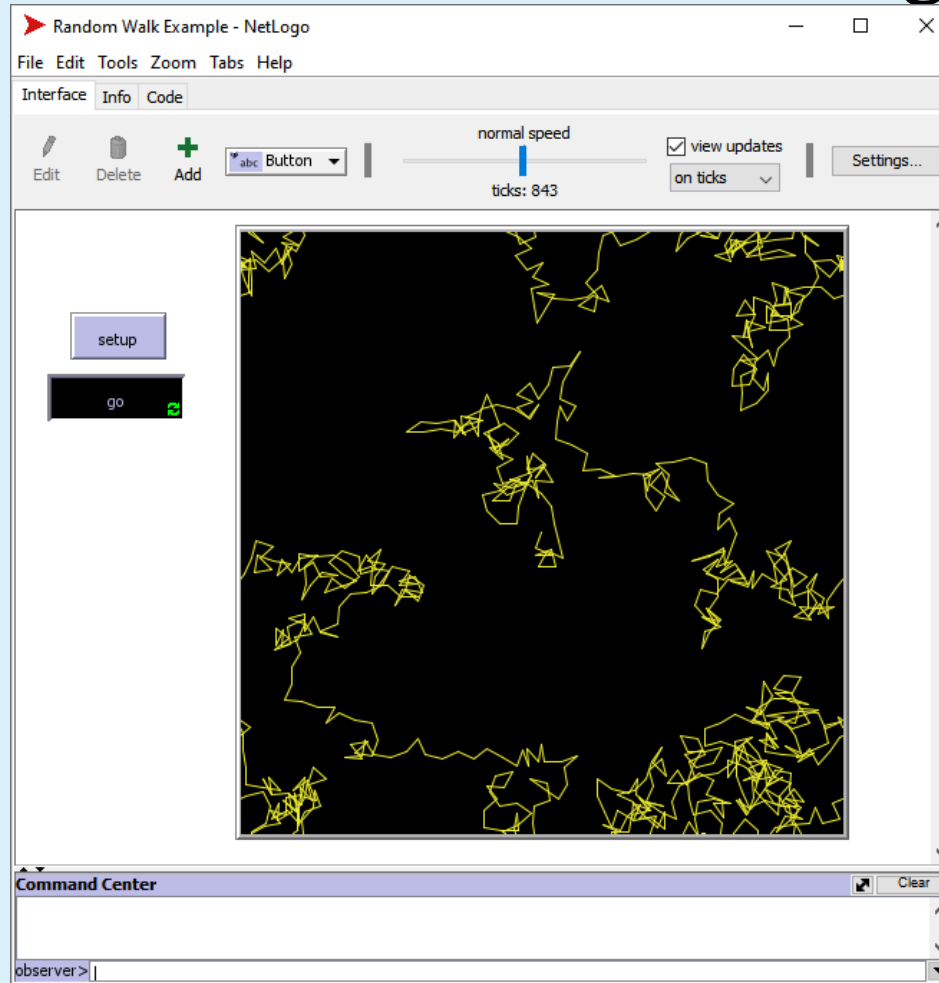 Random Walk Example - NetLogo
File Edit Tools Zoom Tabs Help
Interface Info Code
normal speed
view updates
Edit Delete Add abc Button on ticks Settings...
ticks: 843
setup
go
Command Center Clear
observer>